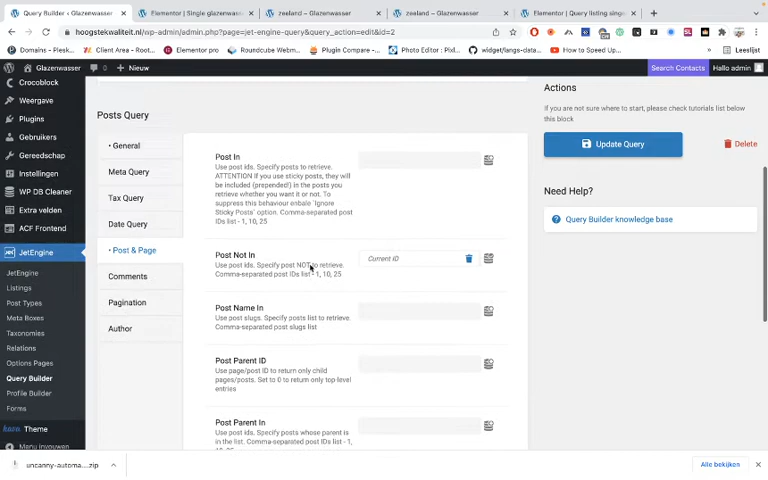 Query Builder ‹ Glazenwasser
Elementor | Single glazenwas
zeeland – Glazenwasser
zeeland – Glazenwasser
Elementor | Query listing singe
hoogstekwaliteit.nl/wp-admin/admin.php?page=jet-engine-query&query_action=edit&id=2
Domains – Plesk...
Client Area - Root...
Elementor pro
Roundcube Webm...
Plugin Compare -...
Photo Editor : Pixl...
widget/langs-data...
How to Speed Up...
Leeslijst
Glazenwasser
0
+ Nieuw
Search Contacts
Hallo admin
Crocoblock
Weergave
Plugins
Gebruikers
Gereedschap
Instellingen
WP DB Cleaner
Extra velden
ACF Frontend
JetEngine
JetEngine
Listings
Post Types
Meta Boxes
Taxonomies
Relations
Options Pages
Query Builder
Profile Builder
Forms
Theme
Menu invouwen
Posts Query
• General
Meta Query
Tax Query
Date Query
• Post & Page
Comments
Pagination
Author
Post In
Use post ids. Specify posts to retrieve.
ATTENTION If you use sticky posts, they will
be included (prepended!) in the posts you
retrieve whether you want it or not. To
suppress this behaviour enbale 'Ignore
Sticky Posts' option. Comma-separated post
IDs list - 1, 10, 25
Post Not In
Use post ids. Specify post NOT to retrieve.
Comma-separated post IDs list - 1, 10, 25
Current ID
Post Name In
Use post slugs. Specify posts list to retrieve.
Comma-separated post slugs list
Post Parent ID
Use page/post ID to return only child
pages/posts. Set to 0 to return only top-level
entries
Post Parent In
Use post ids. Specify posts whose parent is
in the list. Comma-separated post IDs list - 1,
10, 25
Actions
If you are not sure where to start, please check tutorials list below
this block
Update Query
Delete
Need Help?
Query Builder knowledge base
uncanny-automa....zip
Alle bekijken